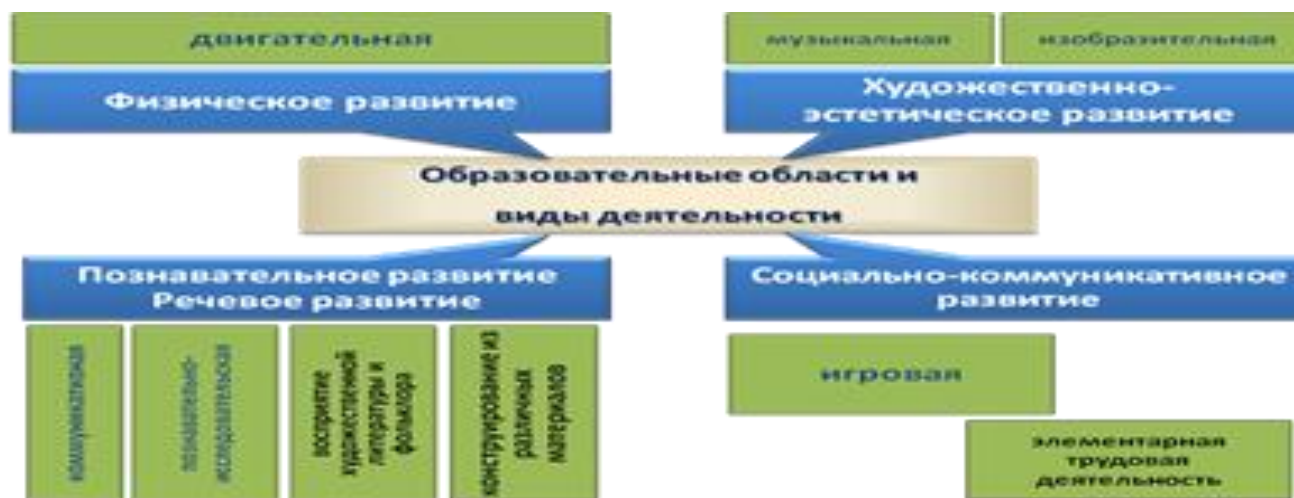 двигательная
музыкальная
изобразительная
Физическое развитие
Художественно-
эстетическое развитие
Образовательные области и
виды деятельности
Познавательное развитие
Речевое развитие
Социально-коммуникативное
развитие
коммуникативная
познавательно-
исследовательская
восприятие
художественной
литературы и
фольклора
конструирование из
различных
материалов
игровая
элементарная
трудовая
деятельность